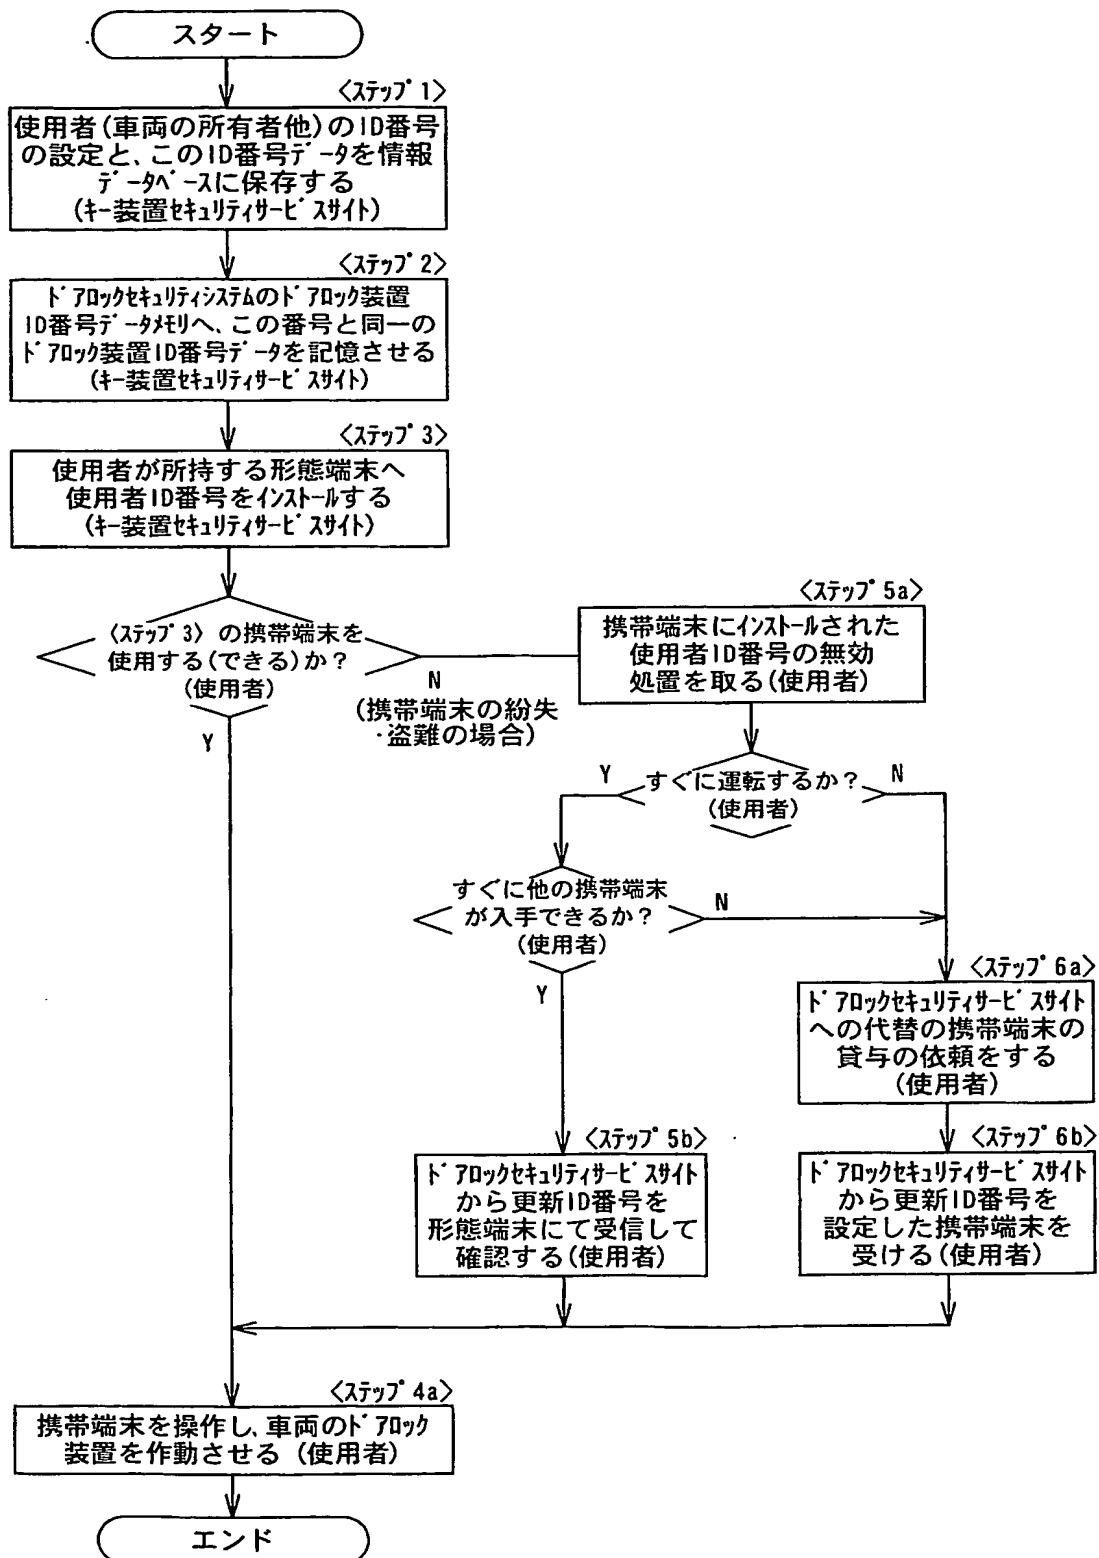 スタート
〈ステップ1〉
使用者(車両の所有者他)のID番号
の設定と、このID番号データを情報
データベースに保存する
(キー装置セキュリティサービスサイト)
〈ステップ2〉
ドアロックセキュリティシステムのドアロック装置
ID番号データメモリへ、この番号と同一の
ドアロック装置ID番号データを記憶させる
(キー装置セキュリティサービスサイト)
〈ステップ3〉
使用者が所持する形態端末へ
使用者ID番号をインストールする
(キー装置セキュリティサービスサイト)
〈ステップ3〉の携帯端末を
使用する(できる)か?
(使用者)
N
(携帯端末の紛失
・盗難の場合)
Y
〈ステップ5a〉
携帯端末にインストールされた
使用者ID番号の無効
処置を取る(使用者)
Y
すぐに運転するか?
(使用者)
N
すぐに他の携帯端末
が入手できるか?
(使用者)
N
Y
〈ステップ6a〉
ドアロックセキュリティサービスサイト
への代替の携帯端末の
貸与の依頼をする
(使用者)
〈ステップ5b〉
ドアロックセキュリティサービスサイト
から更新ID番号を
形態端末にて受信して
確認する(使用者)
〈ステップ6b〉
ドアロックセキュリティサービスサイト
から更新ID番号を
設定した携帯端末を
受ける(使用者)
〈ステップ4a〉
携帯端末を操作し、車両のドアロック
装置を作動させる(使用者)
エンド